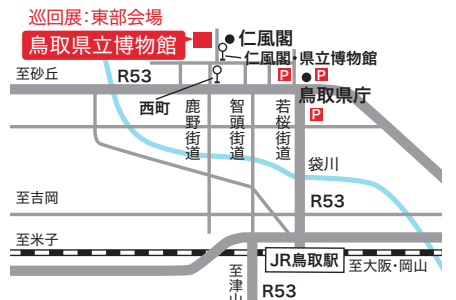 巡回展:東部会場
鳥取県立博物館
仁風閣
仁風閣・県立博物館
至砂丘
R53
P
P
西町
鹿野街道
智頭街道
若桜街道
鳥取県庁
P
袋川
至吉岡
R53
至米子
JR鳥取駅
至大阪・岡山
至津山
R53